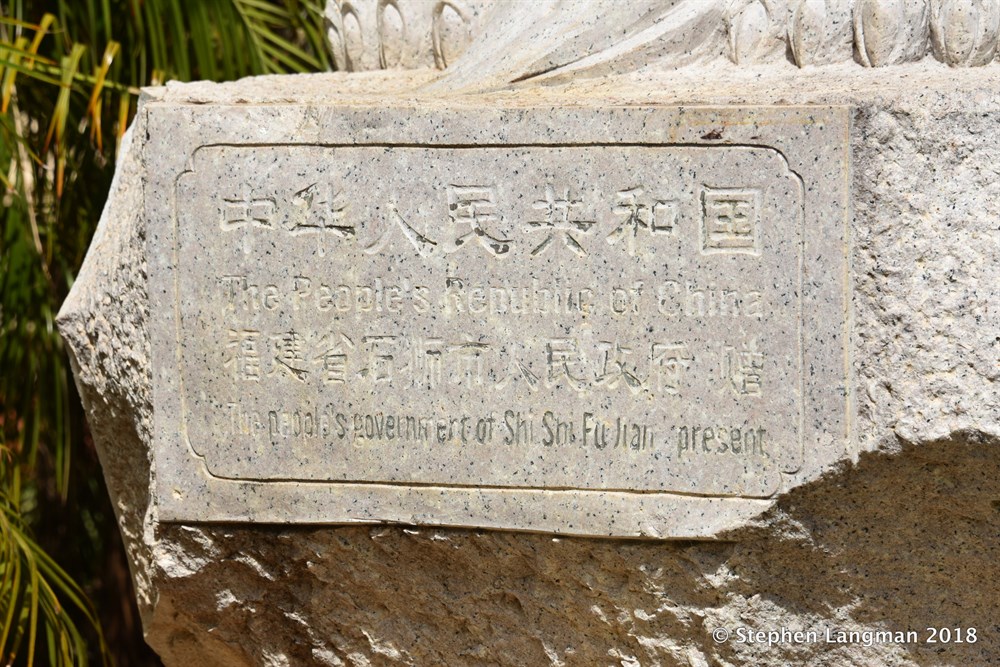 中华人民共和国
The People's Republic of China
福建省石狮市人民政府 赠
The people's government of Shi Shi Fu Jian present
© Stephen Langman 2018